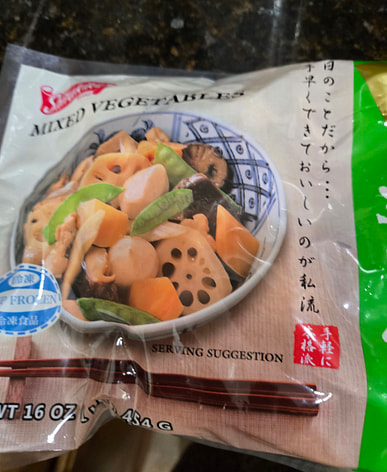 MIXED VEGETABLES
日のことだから…
早くできておいしいのが私流
冷凍
FROZEN
冷凍食品
手軽に
本格派
SERVING SUGGESTION
WT 16 OZ 454 G